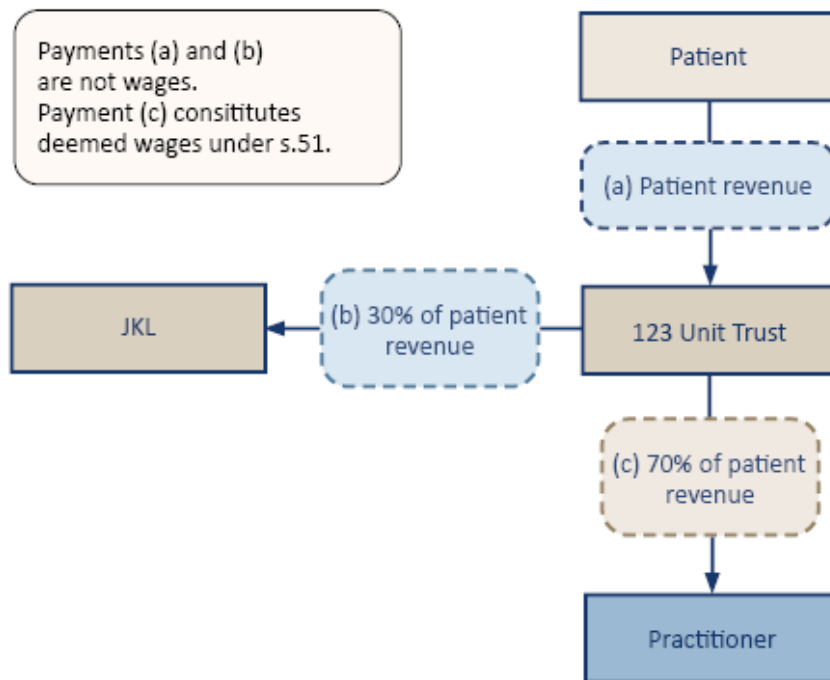 Payments (a) and (b)
are not wages.
Payment (c) consititutes
deemed wages under s.51.
Patient
(a) Patient revenue
JKL
(b) 30% of patient
revenue
123 Unit Trust
(c) 70% of patient
revenue
Practitioner